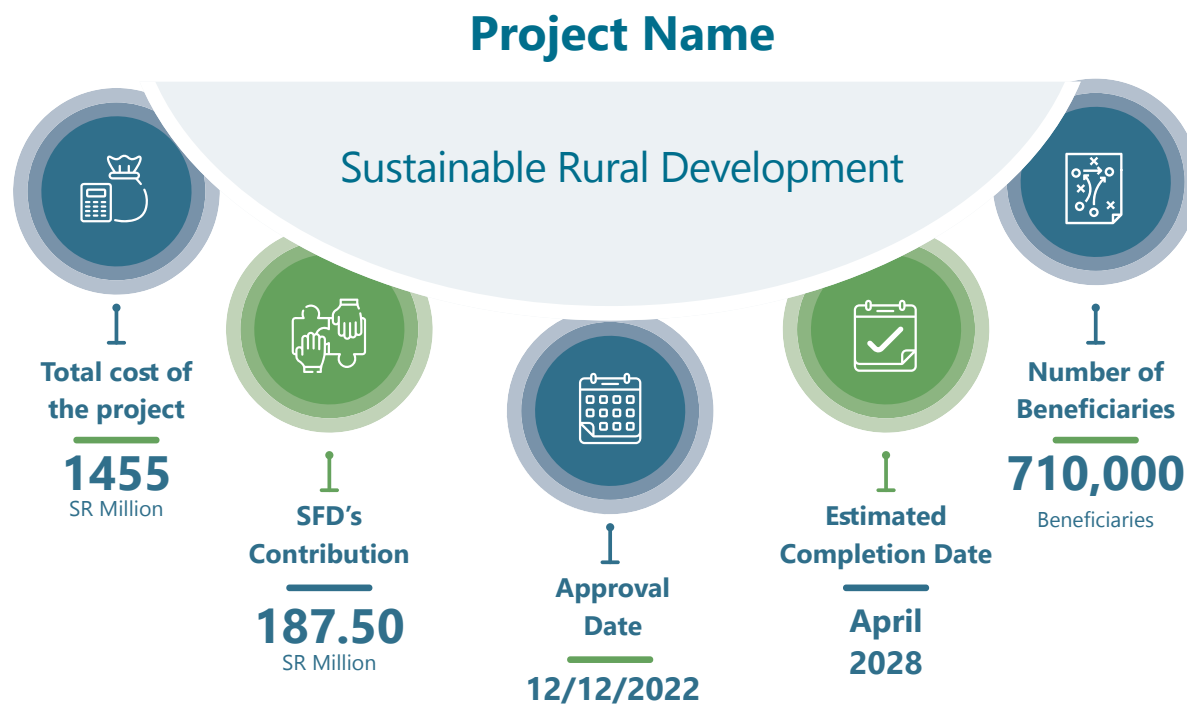 Project Name
Sustainable Rural Development
Total cost of
the project
1455
SR Million
SFD’s
Contribution
187.50
SR Million
Approval
Date
12/12/2022
Estimated
Completion Date
April
2028
Number of
Beneficiaries
710,000
Beneficiaries